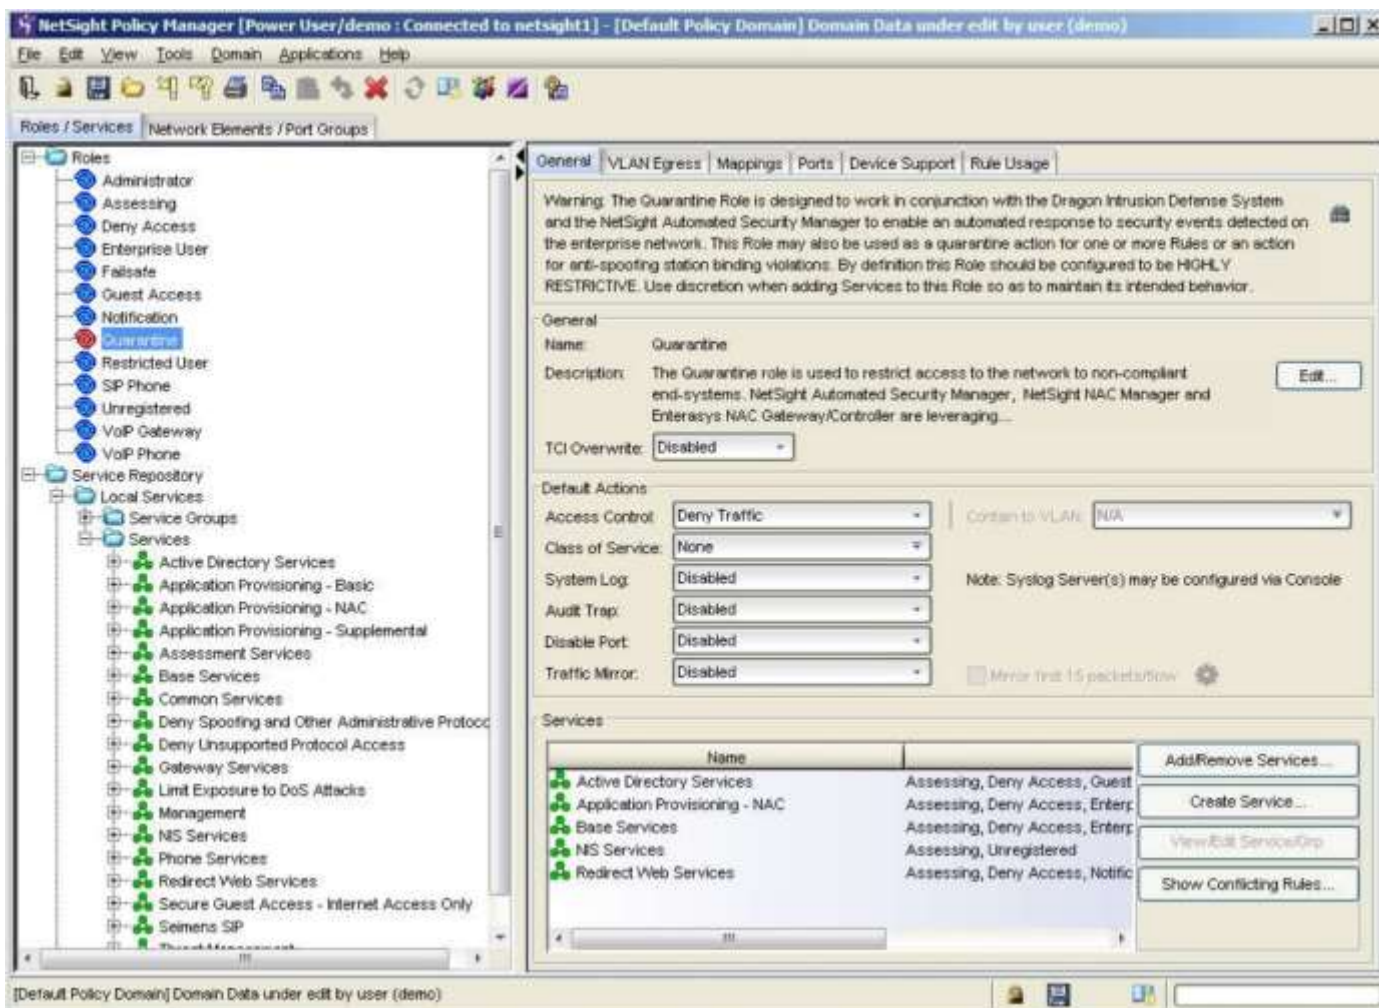 NetSight Policy Manager [Power User/demo : Connected to netsight1] - [Default Policy Domain] Domain Data under edit by user (demo)
File Edit View Tools Domain Applications Help
Roles / Services Network Elements / Port Groups
Roles
Administrator
Assessing
Deny Access
Enterprise User
Failsafe
Guest Access
Notification
Quarantine
Restricted User
SIP Phone
Unregistered
VoIP Gateway
VoIP Phone
Service Repository
Local Services
Service Groups
Services
Active Directory Services
Application Provisioning - Basic
Application Provisioning - NAC
Application Provisioning - Supplemental
Assessment Services
Base Services
Common Services
Deny Spoofing and Other Administrative Protoco
Deny Unsupported Protocol Access
Gateway Services
Limit Exposure to DoS Attacks
Management
NIS Services
Phone Services
Redirect Web Services
Secure Guest Access - Internet Access Only
Seimens SIP
Threat Management
General VLAN Egress Mappings Ports Device Support Rule Usage
Warning: The Quarantine Role is designed to work in conjunction with the Dragon Intrusion Defense System
and the NetSight Automated Security Manager to enable an automated response to security events detected on
the enterprise network. This Role may also be used as a quarantine action for one or more Rules or an action
for anti-spoofing station binding violations. By definition this Role should be configured to be HIGHLY
RESTRICTIVE. Use discretion when adding Services to this Role so as to maintain its intended behavior.
General
Name: Quarantine
Description: The Quarantine role is used to restrict access to the network to non-compliant
end-systems. NetSight Automated Security Manager, NetSight NAC Manager and
Enterasys NAC Gateway/Controller are leveraging...
Edit...
TCI Overwrite: Disabled
Default Actions
Access Control: Deny Traffic Contain to VLAN: N/A
Class of Service: None
System Log: Disabled Note: Syslog Server(s) may be configured via Console
Audit Trap: Disabled
Disable Port: Disabled
Traffic Mirror: Disabled Mirror first 15 packets/flow
Services
Name
Active Directory Services Assessing, Deny Access, Guest
Application Provisioning - NAC Assessing, Deny Access, Enterp
Base Services Assessing, Deny Access, Enterp
NIS Services Assessing, Unregistered
Redirect Web Services Assessing, Deny Access, Notific
Add/Remove Services...
Create Service...
View/Edit Service/Grp
Show Conflicting Rules...
[Default Policy Domain] Domain Data under edit by user (demo)